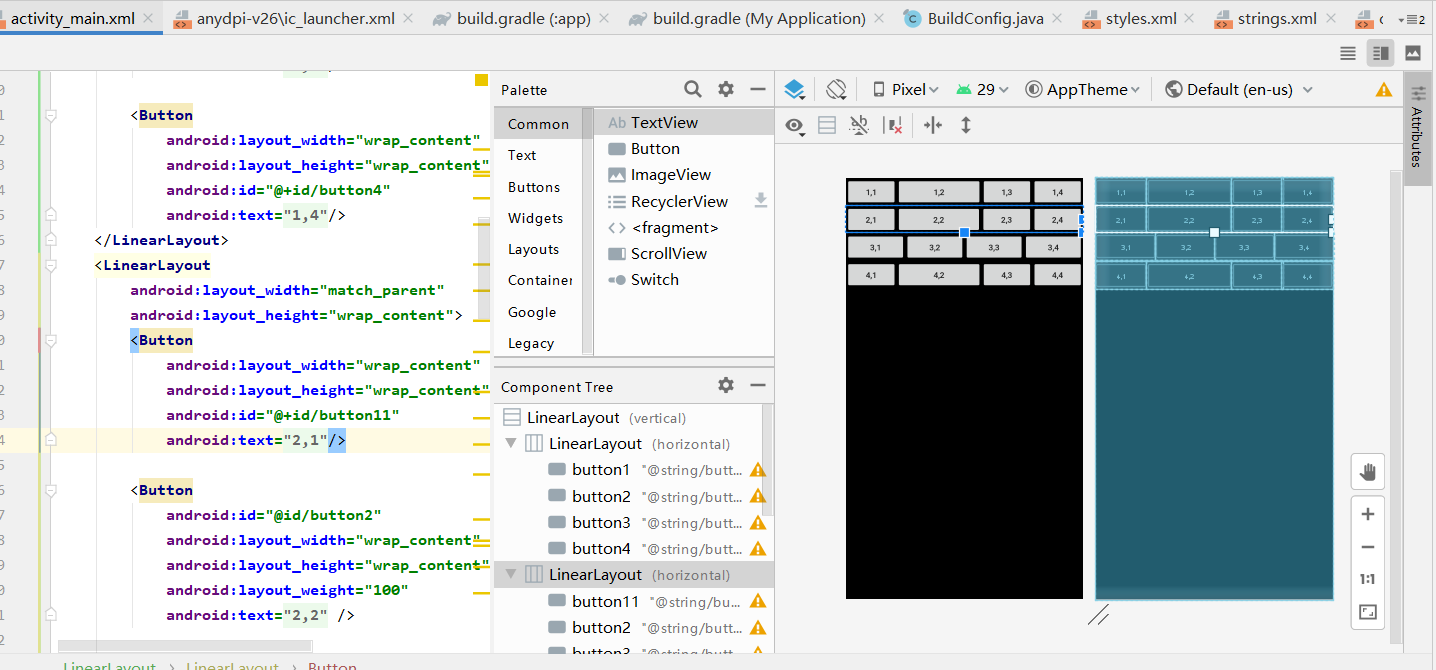 activity_main.xml anydpi-v26\ic_launcher.xml build.gradle (:app) build.gradle (My Application) BuildConfig.java styles.xml strings.xml 2
<Button
android:layout_width="wrap_content"
android:layout_height="wrap_content"
android:id="@+id/button4"
android:text="1,4"/>
</LinearLayout>
<LinearLayout
android:layout_width="match_parent"
android:layout_height="wrap_content">
<Button
android:layout_width="wrap_content"
android:layout_height="wrap_content"
android:id="@+id/button11"
android:text="2,1"/>
<Button
android:id="@id/button2"
android:layout_width="wrap_content"
android:layout_height="wrap_content"
android:layout_weight="100"
android:text="2,2" />
LinearLayout > LinearLayout > Button
Palette
Common
Text
Buttons
Widgets
Layouts
Container
Google
Legacy
Ab TextView
Button
ImageView
RecyclerView
<fragment>
ScrollView
Switch
Component Tree
LinearLayout (vertical)
LinearLayout (horizontal)
button1 "@string/butt...
button2 "@string/butt...
button3 "@string/butt...
button4 "@string/butt...
LinearLayout (horizontal)
button11 "@string/bu...
button2 "@string/butt...
button3 "@string/butt...
Pixel 29 AppTheme Default (en-us)
Attributes
1,1 1,2 1,3 1,4
2,1 2,2 2,3 2,4
3,1 3,2 3,3 3,4
4,1 4,2 4,3 4,4
1,1 1,2 1,3 1,4
2,1 2,2 2,3 2,4
3,1 3,2 3,3 3,4
4,1 4,2 4,3 4,4
1:1